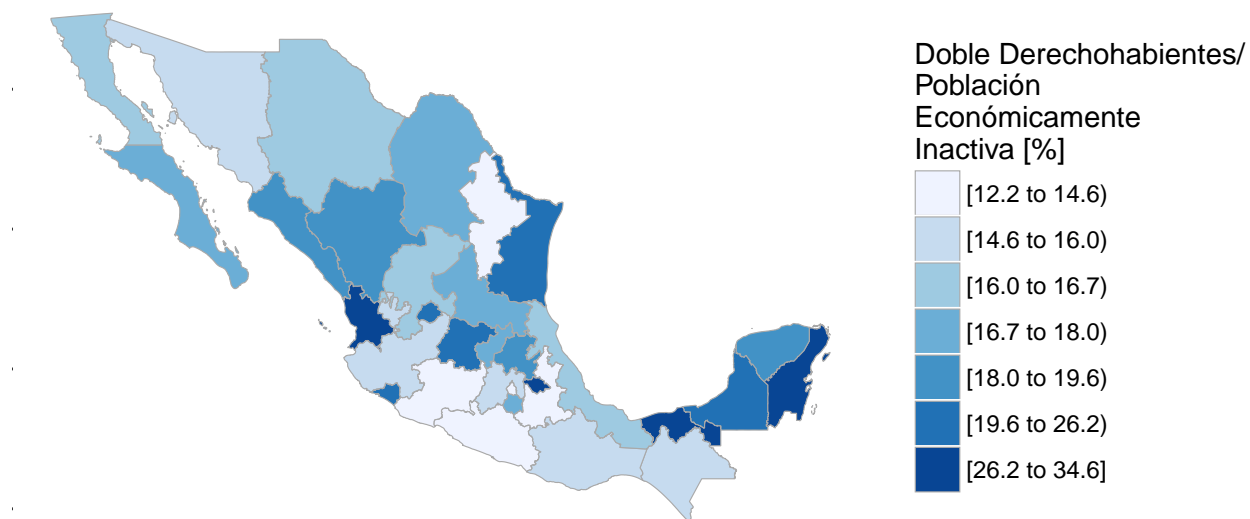 Doble Derechohabientes/
Población
Económicamente
Inactiva [%]
[12.2 to 14.6)
[14.6 to 16.0)
[16.0 to 16.7)
[16.7 to 18.0)
[18.0 to 19.6)
[19.6 to 26.2)
[26.2 to 34.6]